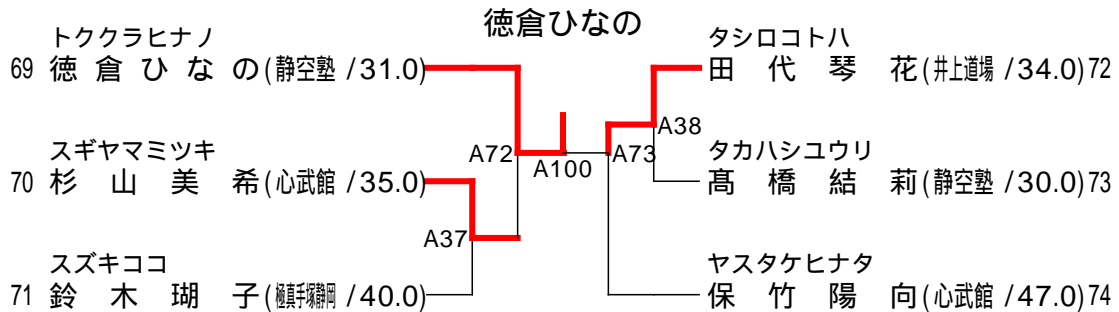 徳倉ひなの
トククラヒナノ
69 徳倉ひなの(静空塾 /31.0)
スギヤマミツキ
70 杉山美希(心武館 /35.0)
スズキココ
71 鈴木瑚子(極真手塚静岡 /40.0)
A37
A72
A100
A73
A38
タシロコトハ
田代琴花(井上道場 /34.0)72
タカハシユウリ
髙橋結莉(静空塾 /30.0)73
ヤスタケヒナタ
保竹陽向(心武館 /47.0)74